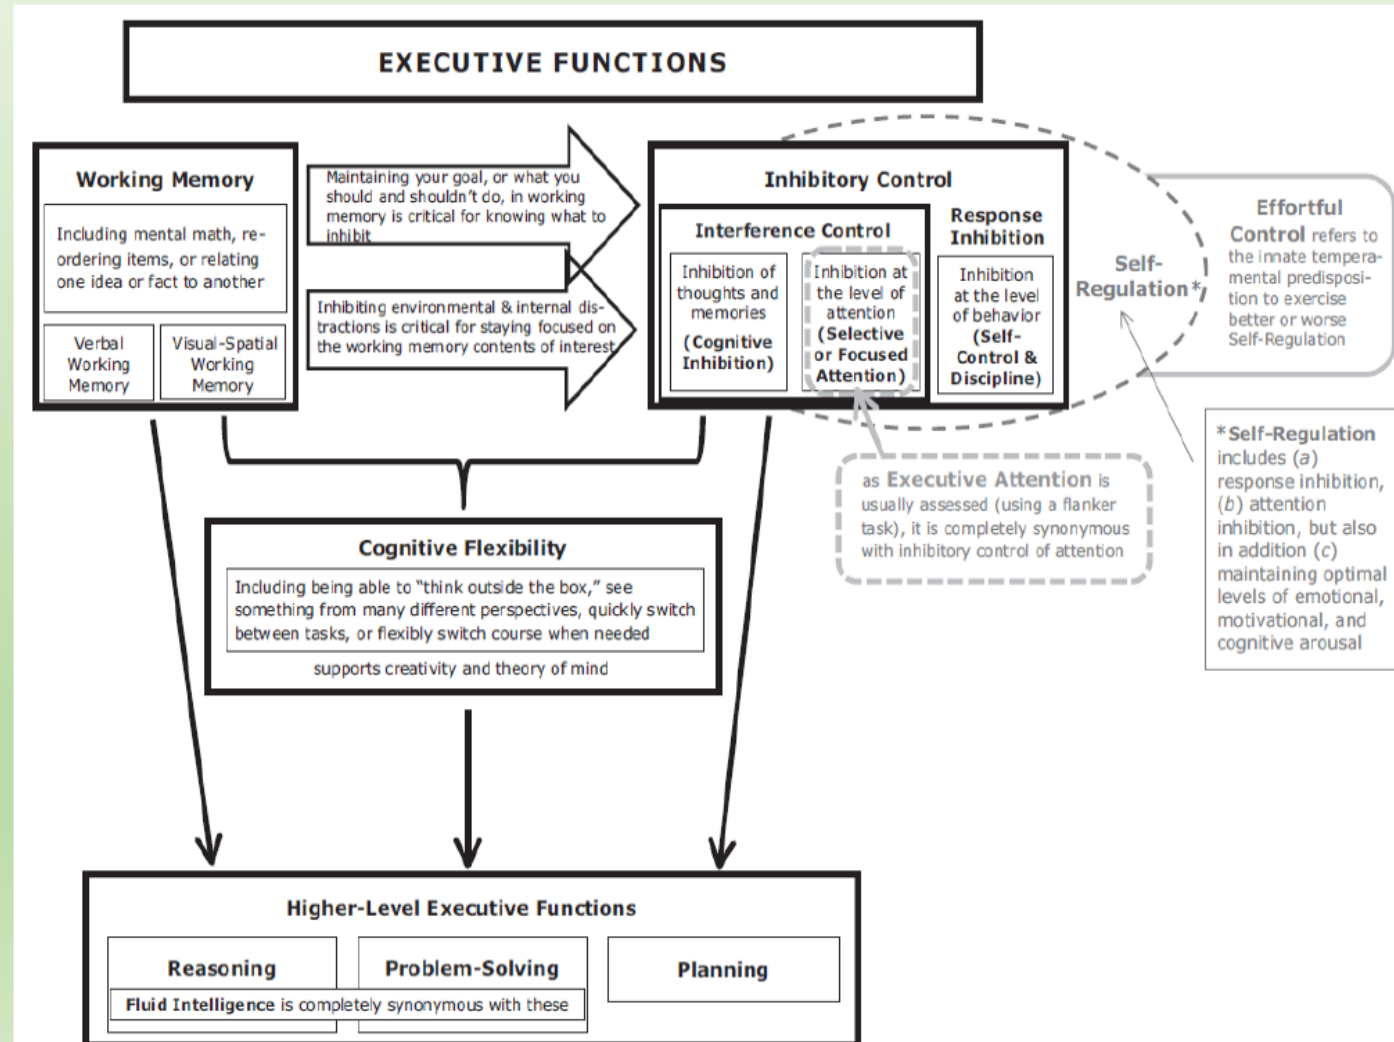 EXECUTIVE FUNCTIONS
Working Memory
Including mental math, re-
ordering items, or relating
one idea or fact to another
Verbal
Working
Memory
Visual-Spatial
Working
Memory
Maintaining your goal, or what you
should and shouldn't do, in working
memory is critical for knowing what to
inhibit
Inhibiting environmental & internal dis-
tractions is critical for staying focused on
the working memory contents of interest
Inhibitory Control
Interference Control
Inhibition of
thoughts and
memories
(Cognitive
Inhibition)
Inhibition at
the level of
attention
(Selective
or Focused
Attention)
Response
Inhibition
Inhibition
at the level
of behavior
(Self-
Control &
Discipline)
Self-
Regulation*
Effortful
Control refers to
the innate tempera-
mental predisposi-
tion to exercise
better or worse
Self-Regulation
*Self-Regulation
includes (a)
response inhibition,
(b) attention
inhibition, but also
in addition (c)
maintaining optimal
levels of emotional,
motivational, and
cognitive arousal
as Executive Attention is
usually assessed (using a flanker
task), it is completely synonymous
with inhibitory control of attention
Cognitive Flexibility
Including being able to “think outside the box,” see
something from many different perspectives, quickly switch
between tasks, or flexibly switch course when needed
supports creativity and theory of mind
Higher-Level Executive Functions
Reasoning
Problem-Solving
Planning
Fluid Intelligence is completely synonymous with these